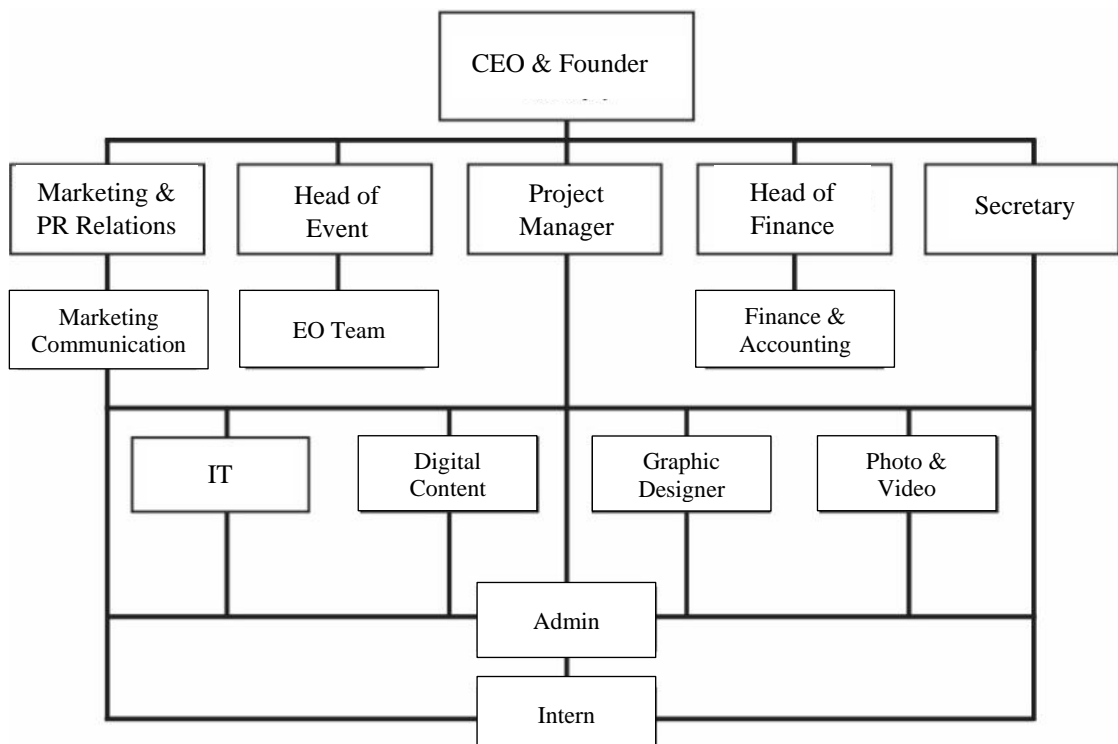 CEO & Founder
Marketing &
PR Relations
Head of
Event
Project
Manager
Head of
Finance
Secretary
Marketing
Communication
EO Team
Finance &
Accounting
IT
Digital
Content
Graphic
Designer
Photo &
Video
Admin
Intern